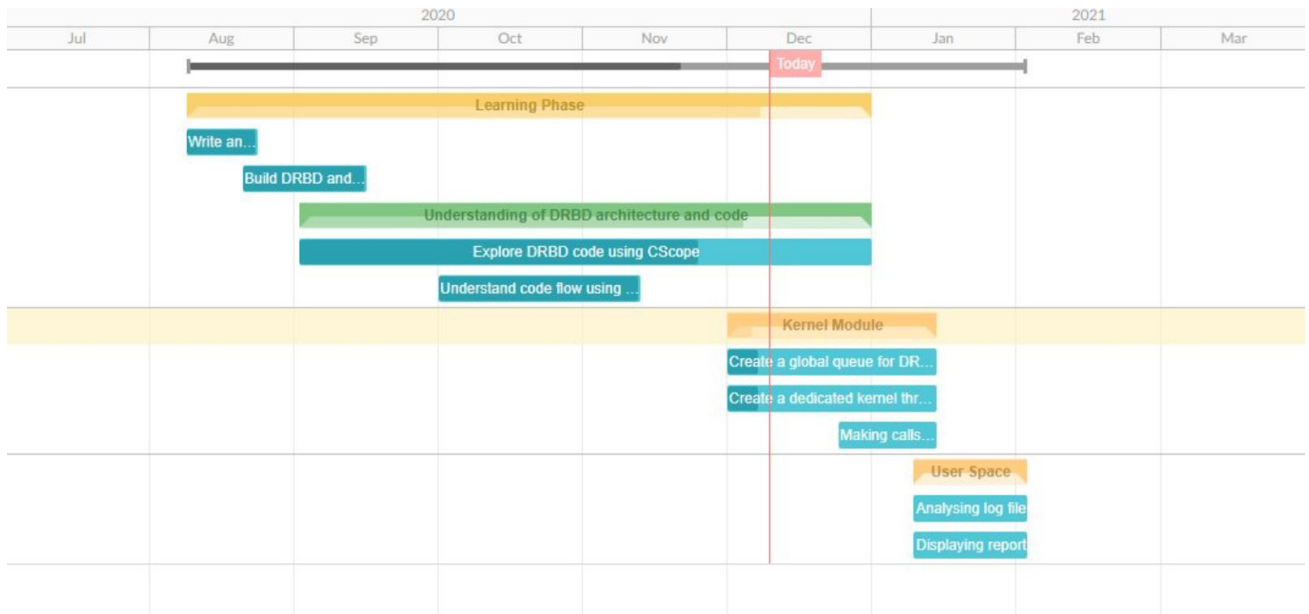 2020 2021
Jul Aug Sep Oct Nov Dec Jan Feb Mar
Today
Learning Phase
Write an...
Build DRBD and...
Understanding of DRBD architecture and code
Explore DRBD code using CScope
Understand code flow using ...
Kernel Module
Create a global queue for DR...
Create a dedicated kernel thr...
Making calls...
User Space
Analysing log file
Displaying report